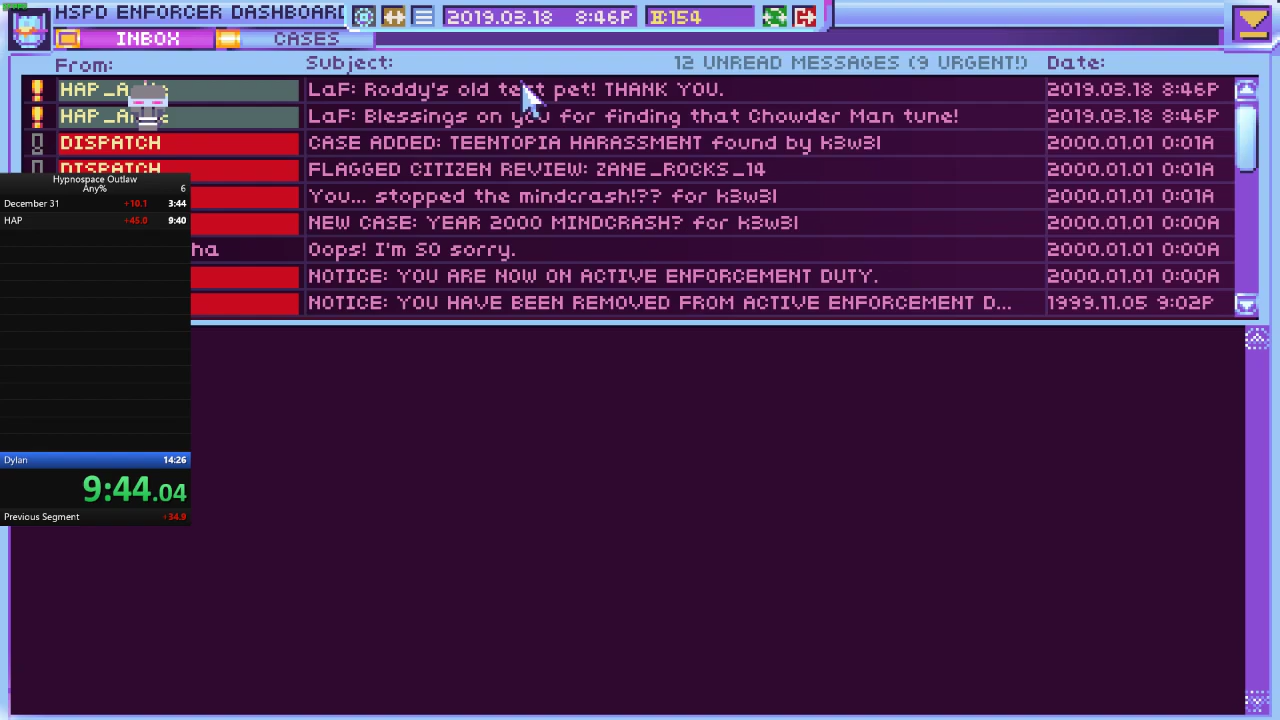 HSPD ENFORCER DASHBOARD
2019.03.18 8:46P
154
INBOX
CASES
From:
Subject:
12 UNREAD MESSAGES (9 URGENT!)
Date:
LaF: Roddy's old test pet! THANK YOU.
2019.03.18 8:46P
LaF: Blessings on you for finding that Chowder Man tune!
2019.03.18 8:46P
DISPATCH
CASE ADDED: TEENTOPIA HARASSMENT found by k3w3l
2000.01.01 0:01A
DISPATCH
FLAGGED CITIZEN REVIEW: ZANE_ROCKS_14
2000.01.01 0:01A
You... stopped the mindcrash!?? for k3w3l
2000.01.01 0:01A
NEW CASE: YEAR 2000 MINDCRASH? for k3w3l
2000.01.01 0:00A
ha
Oops! I'm SO sorry.
2000.01.01 0:00A
NOTICE: YOU ARE NOW ON ACTIVE ENFORCEMENT DUTY.
2000.01.01 0:00A
NOTICE: YOU HAVE BEEN REMOVED FROM ACTIVE ENFORCEMENT D...
1999.11.05 9:02P
Hypnospace Outlaw
Any%
6
December 31 +10.1 3:44
HAP +45.0 9:40
Dylan 14:26
9:44.04
Previous Segment +34.9